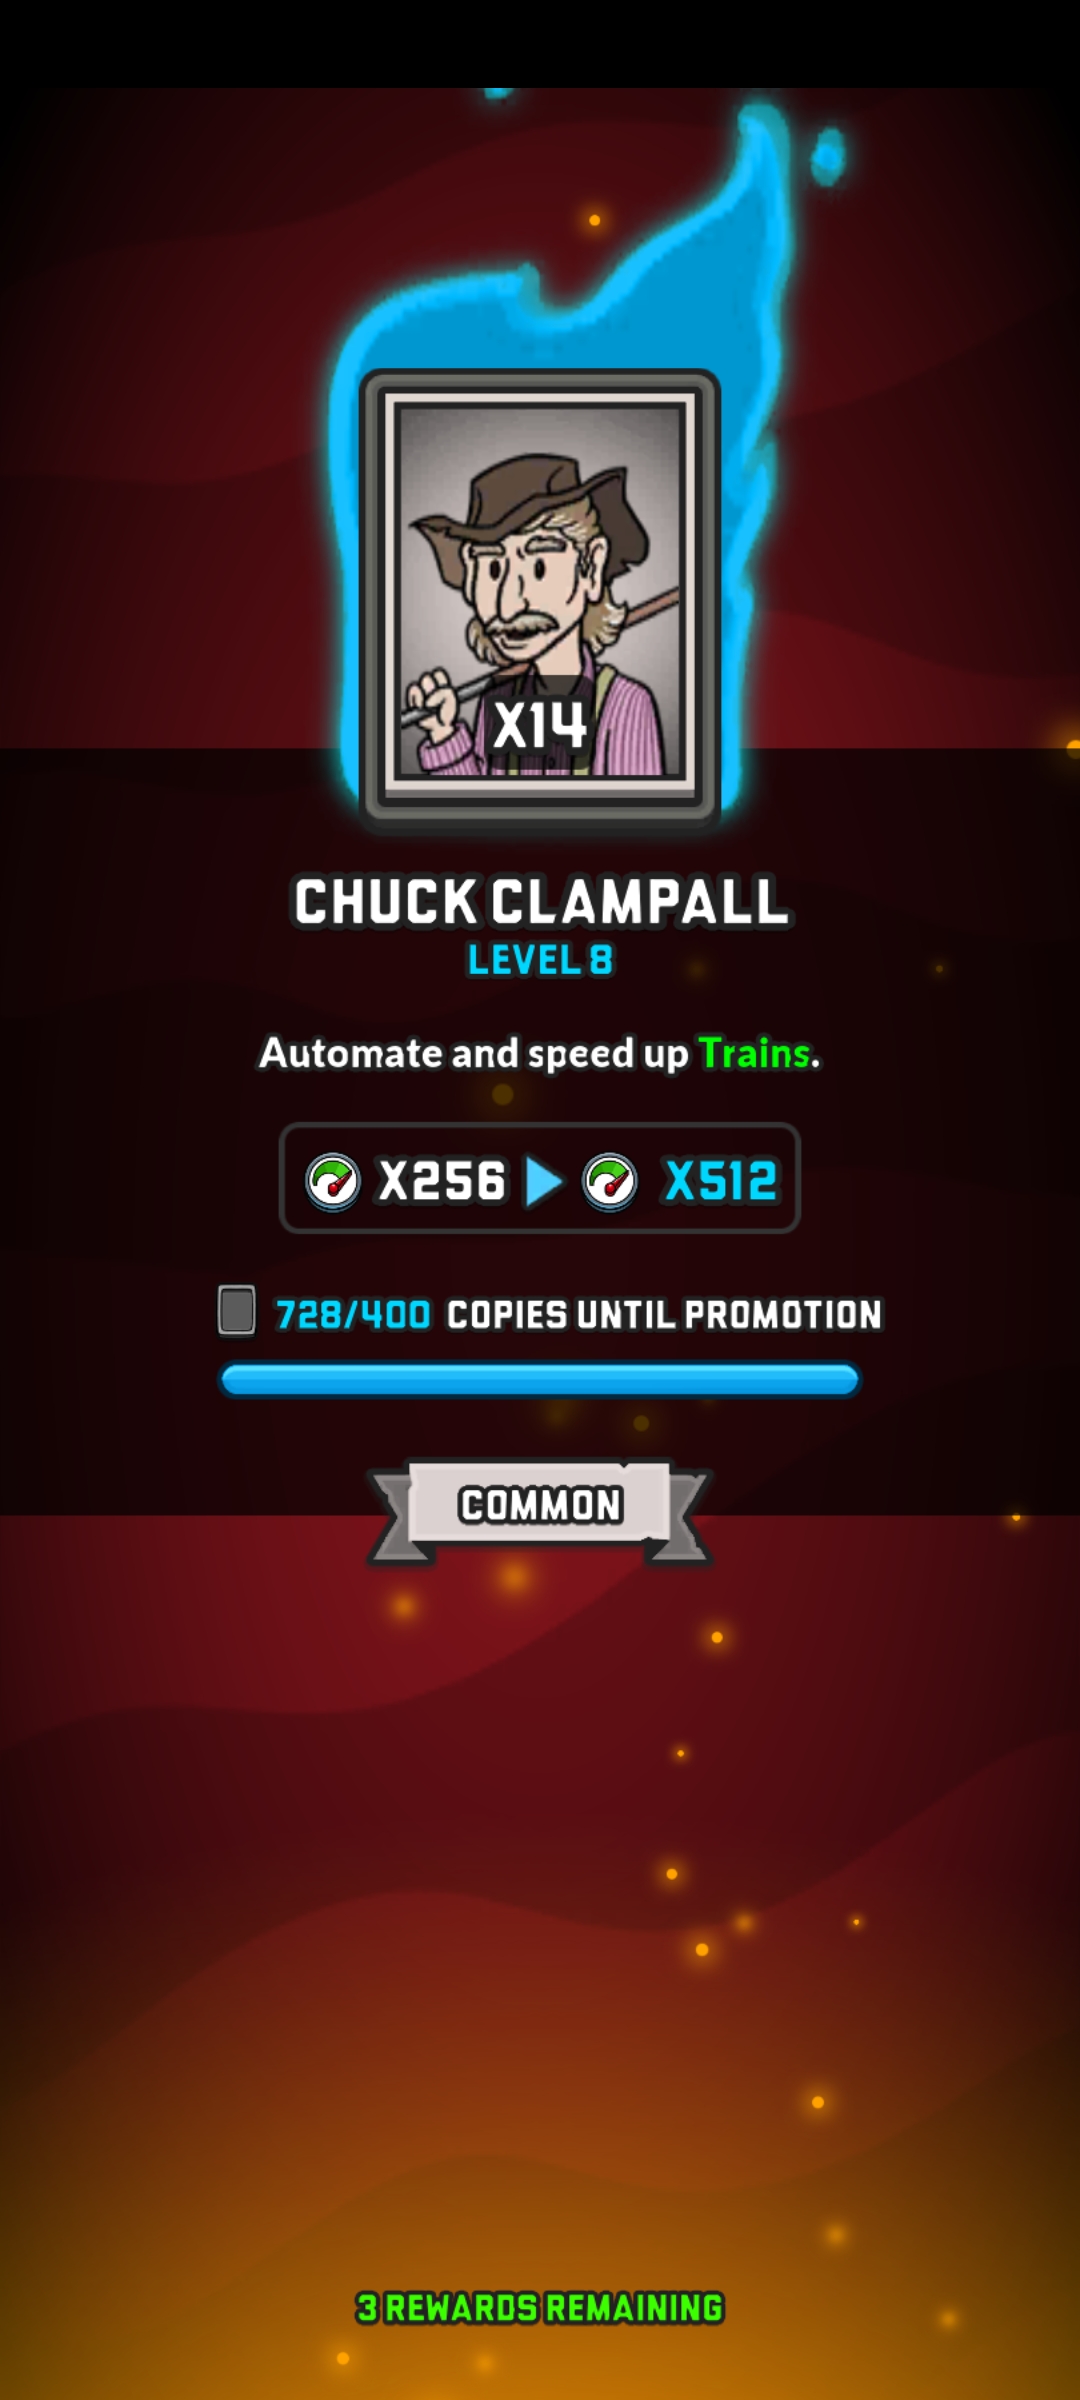 X14
CHUCK CLAMPALL
LEVEL 8
Automate and speed up Trains.
X256 X512
728/400 COPIES UNTIL PROMOTION
COMMON
3 REWARDS REMAINING